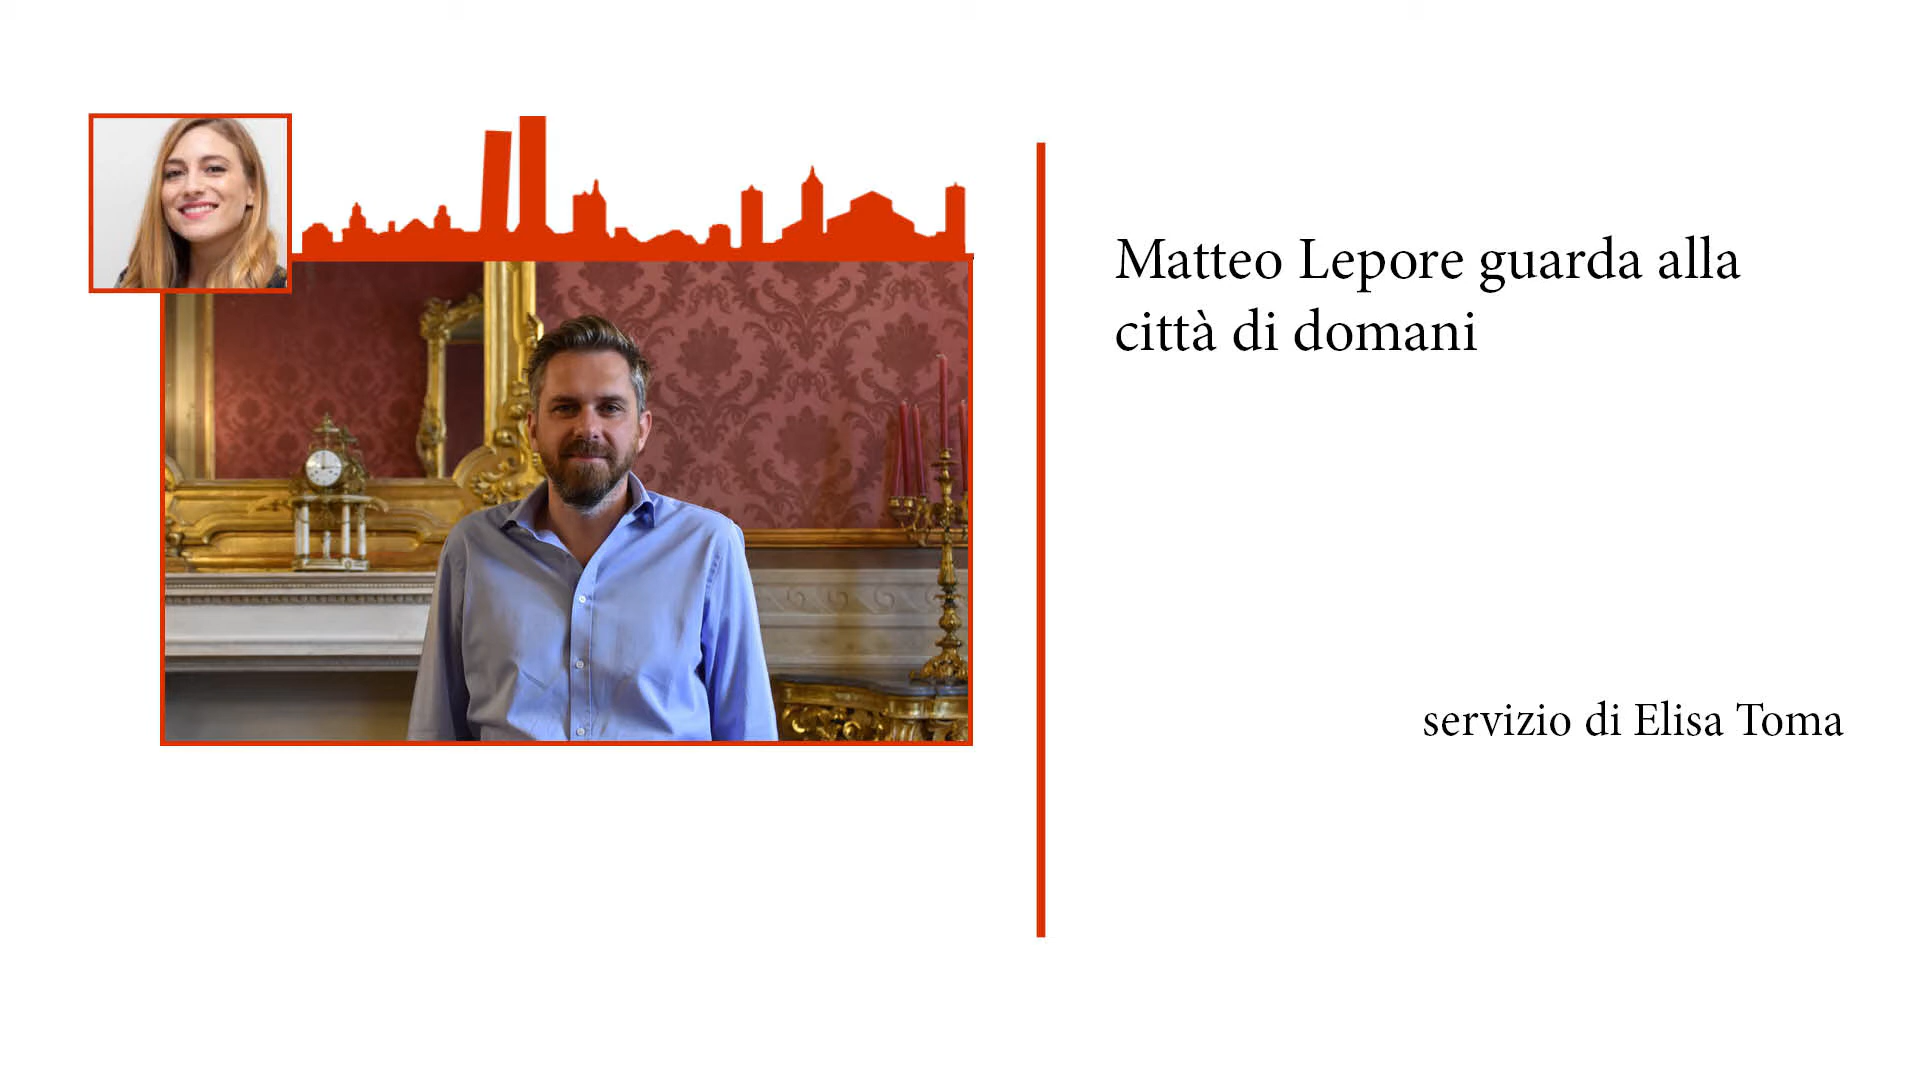 Matteo Lepore guarda alla
città di domani
servizio di Elisa Toma